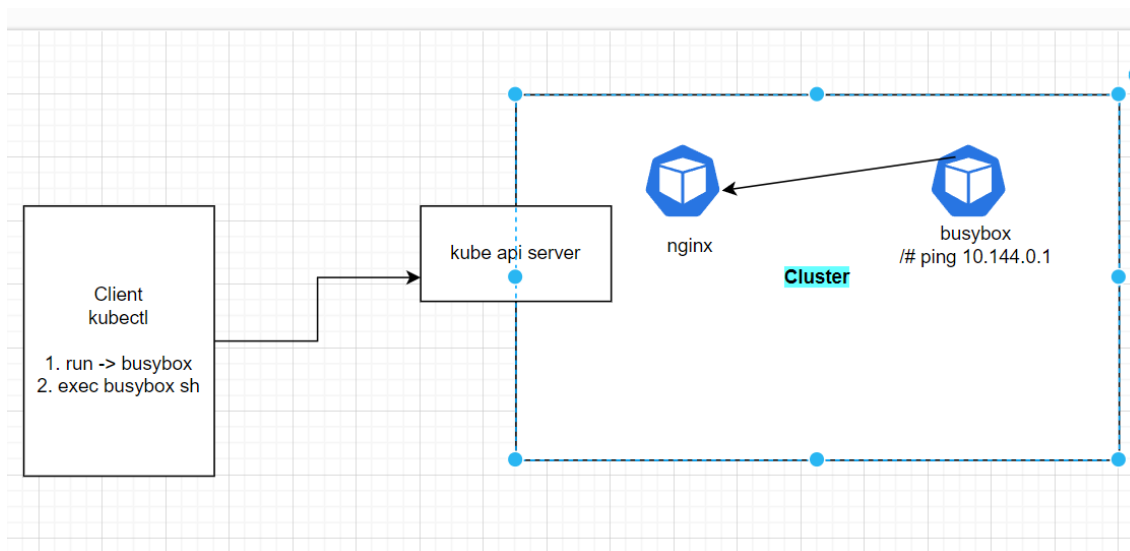 Client
kubectl
1. run -> busybox
2. exec busybox sh
kube api server
nginx
busybox
/# ping 10.144.0.1
Cluster